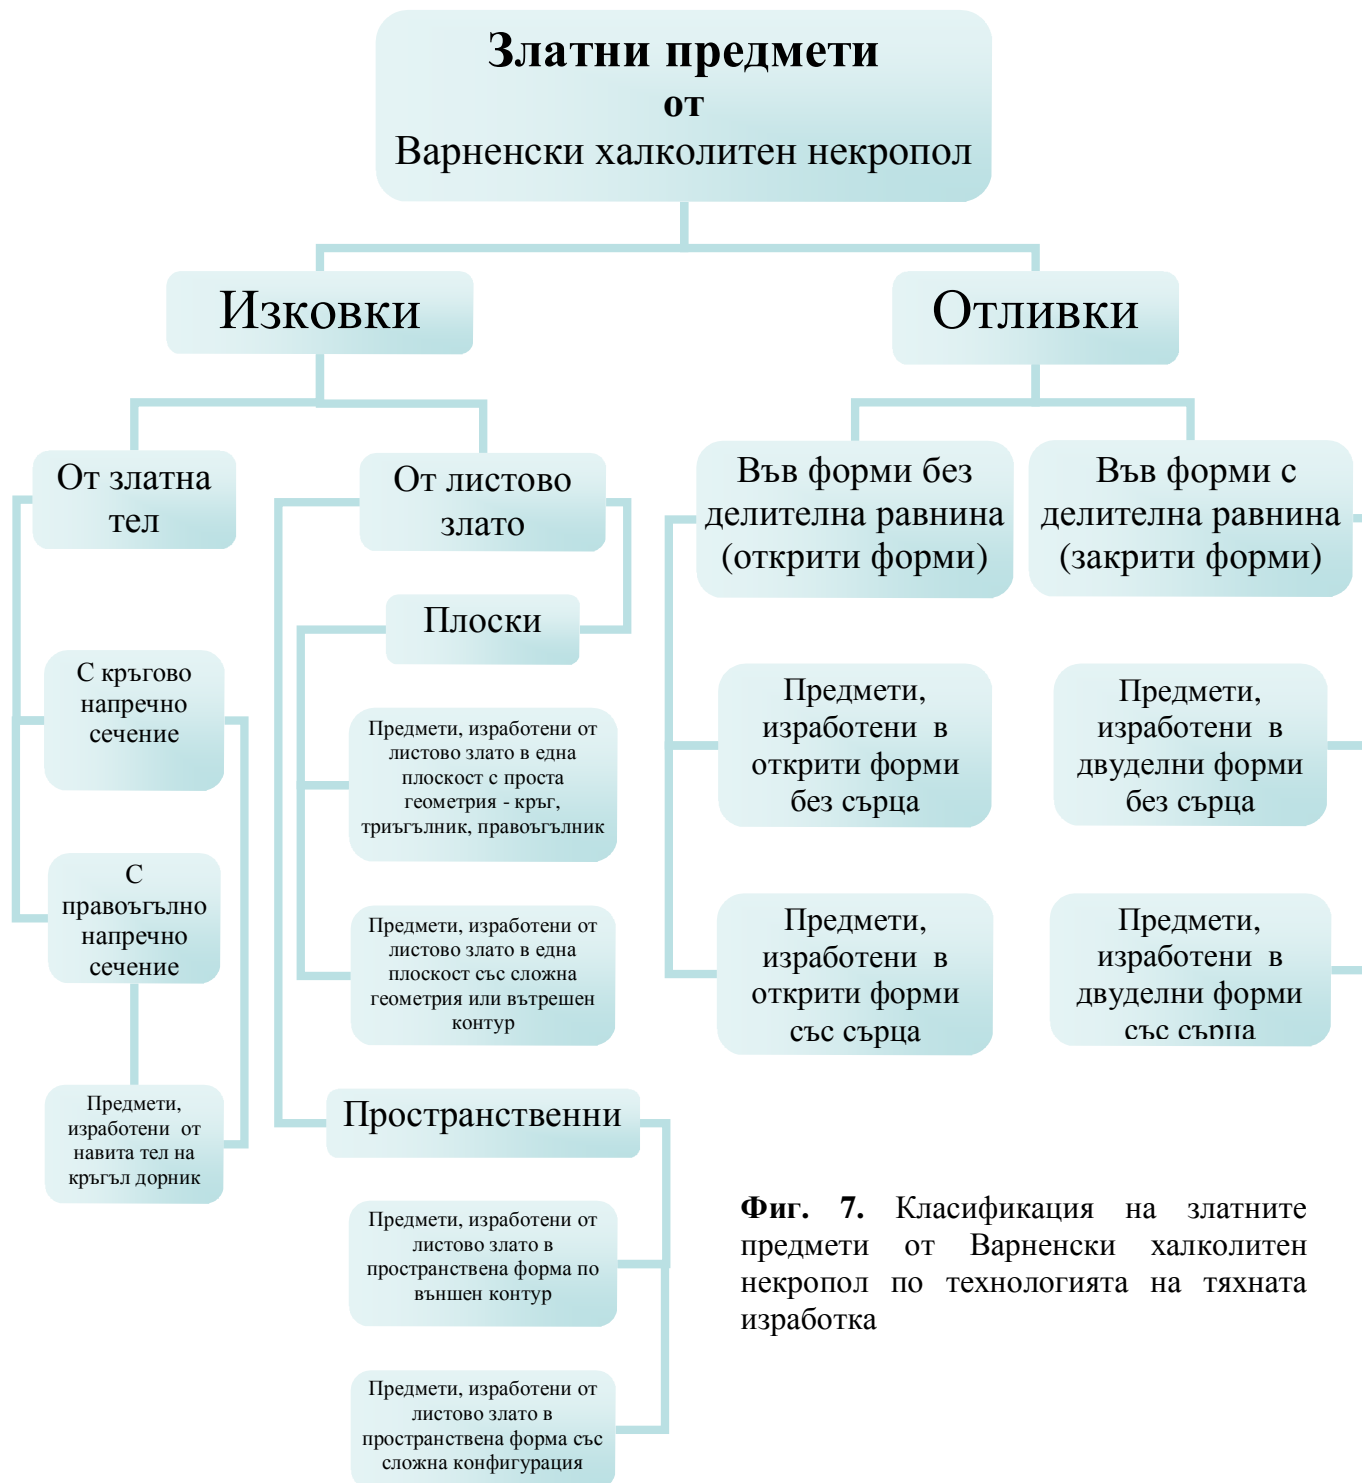 Златни предмети
от
Варненски халколитен некропол
Изковки
Отливки
От златна
тел
От листово
злато
Във форми без
делителна равнина
(открити форми)
Във форми с
делителна равнина
(закрити форми)
Плоски
С кръгово
напречно
сечение
Предмети,
изработени в
открити форми
без сърца
Предмети,
изработени в
двуделни форми
без сърца
Предмети, изработени от
листово злато в една
плоскост с проста
геометрия - кръг,
триъгълник, правоъгълник
С
правоъгълно
напречно
сечение
Предмети, изработени от
листово злато в една
плоскост със сложна
геометрия или вътрешен
контур
Предмети,
изработени в
открити форми
със сърца
Предмети,
изработени в
двуделни форми
със сърца
Предмети,
изработени от
навита тел на
кръгъл дорник
Пространственни
Предмети, изработени от
листово злато в
пространствена форма по
външен контур
Предмети, изработени от
листово злато в
пространствена форма със
сложна конфигурация
Фиг. 7. Класификация на златните
предмети от Варненски халколитен
некропол по технологията на тяхната
изработка